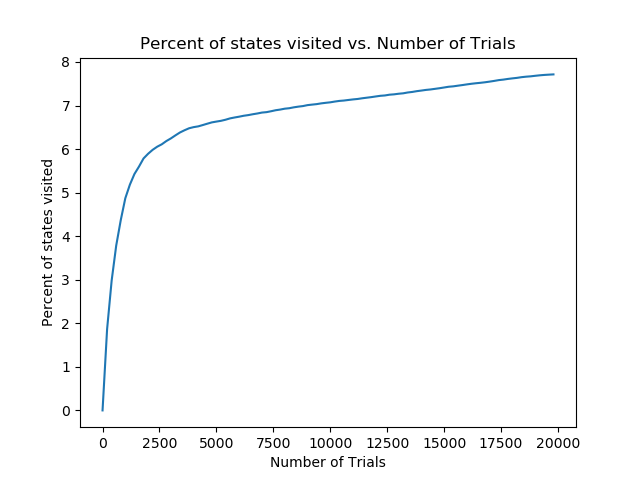 Percent of states visited vs. Number of Trials
8
7
6
5
4
3
2
1
0
Percent of states visited
0 2500 5000 7500 10000 12500 15000 17500 20000
Number of Trials